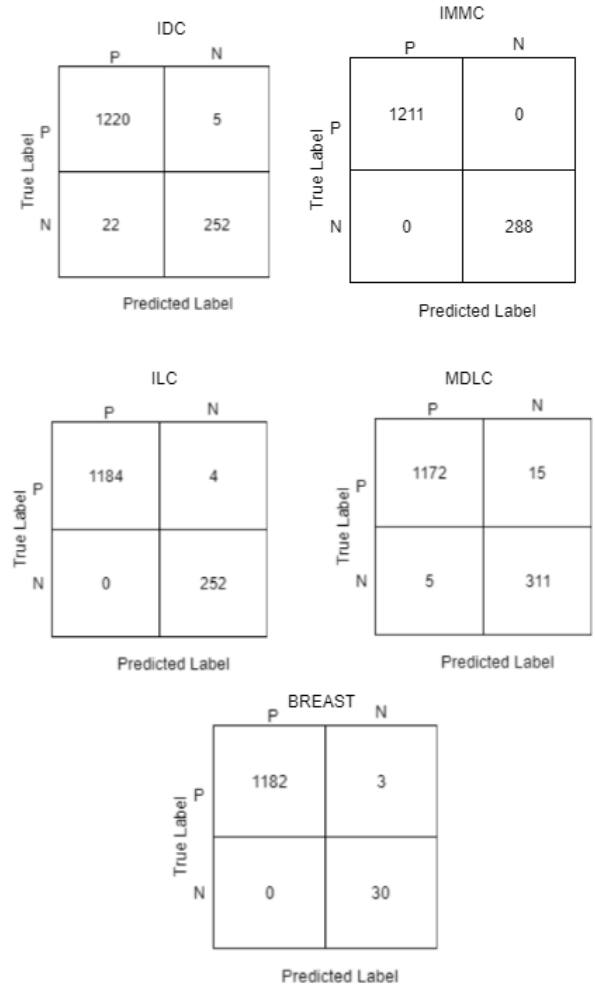 IDC
P N
True Label
P 1220 5
N 22 252
Predicted Label
IMMC
P N
True Label
P 1211 0
N 0 288
Predicted Label
ILC
P N
True Label
P 1184 4
N 0 252
Predicted Label
MDLC
P N
True Label
P 1172 15
N 5 311
Predicted Label
BREAST
P N
True Label
P 1182 3
N 0 30
Predicted Label